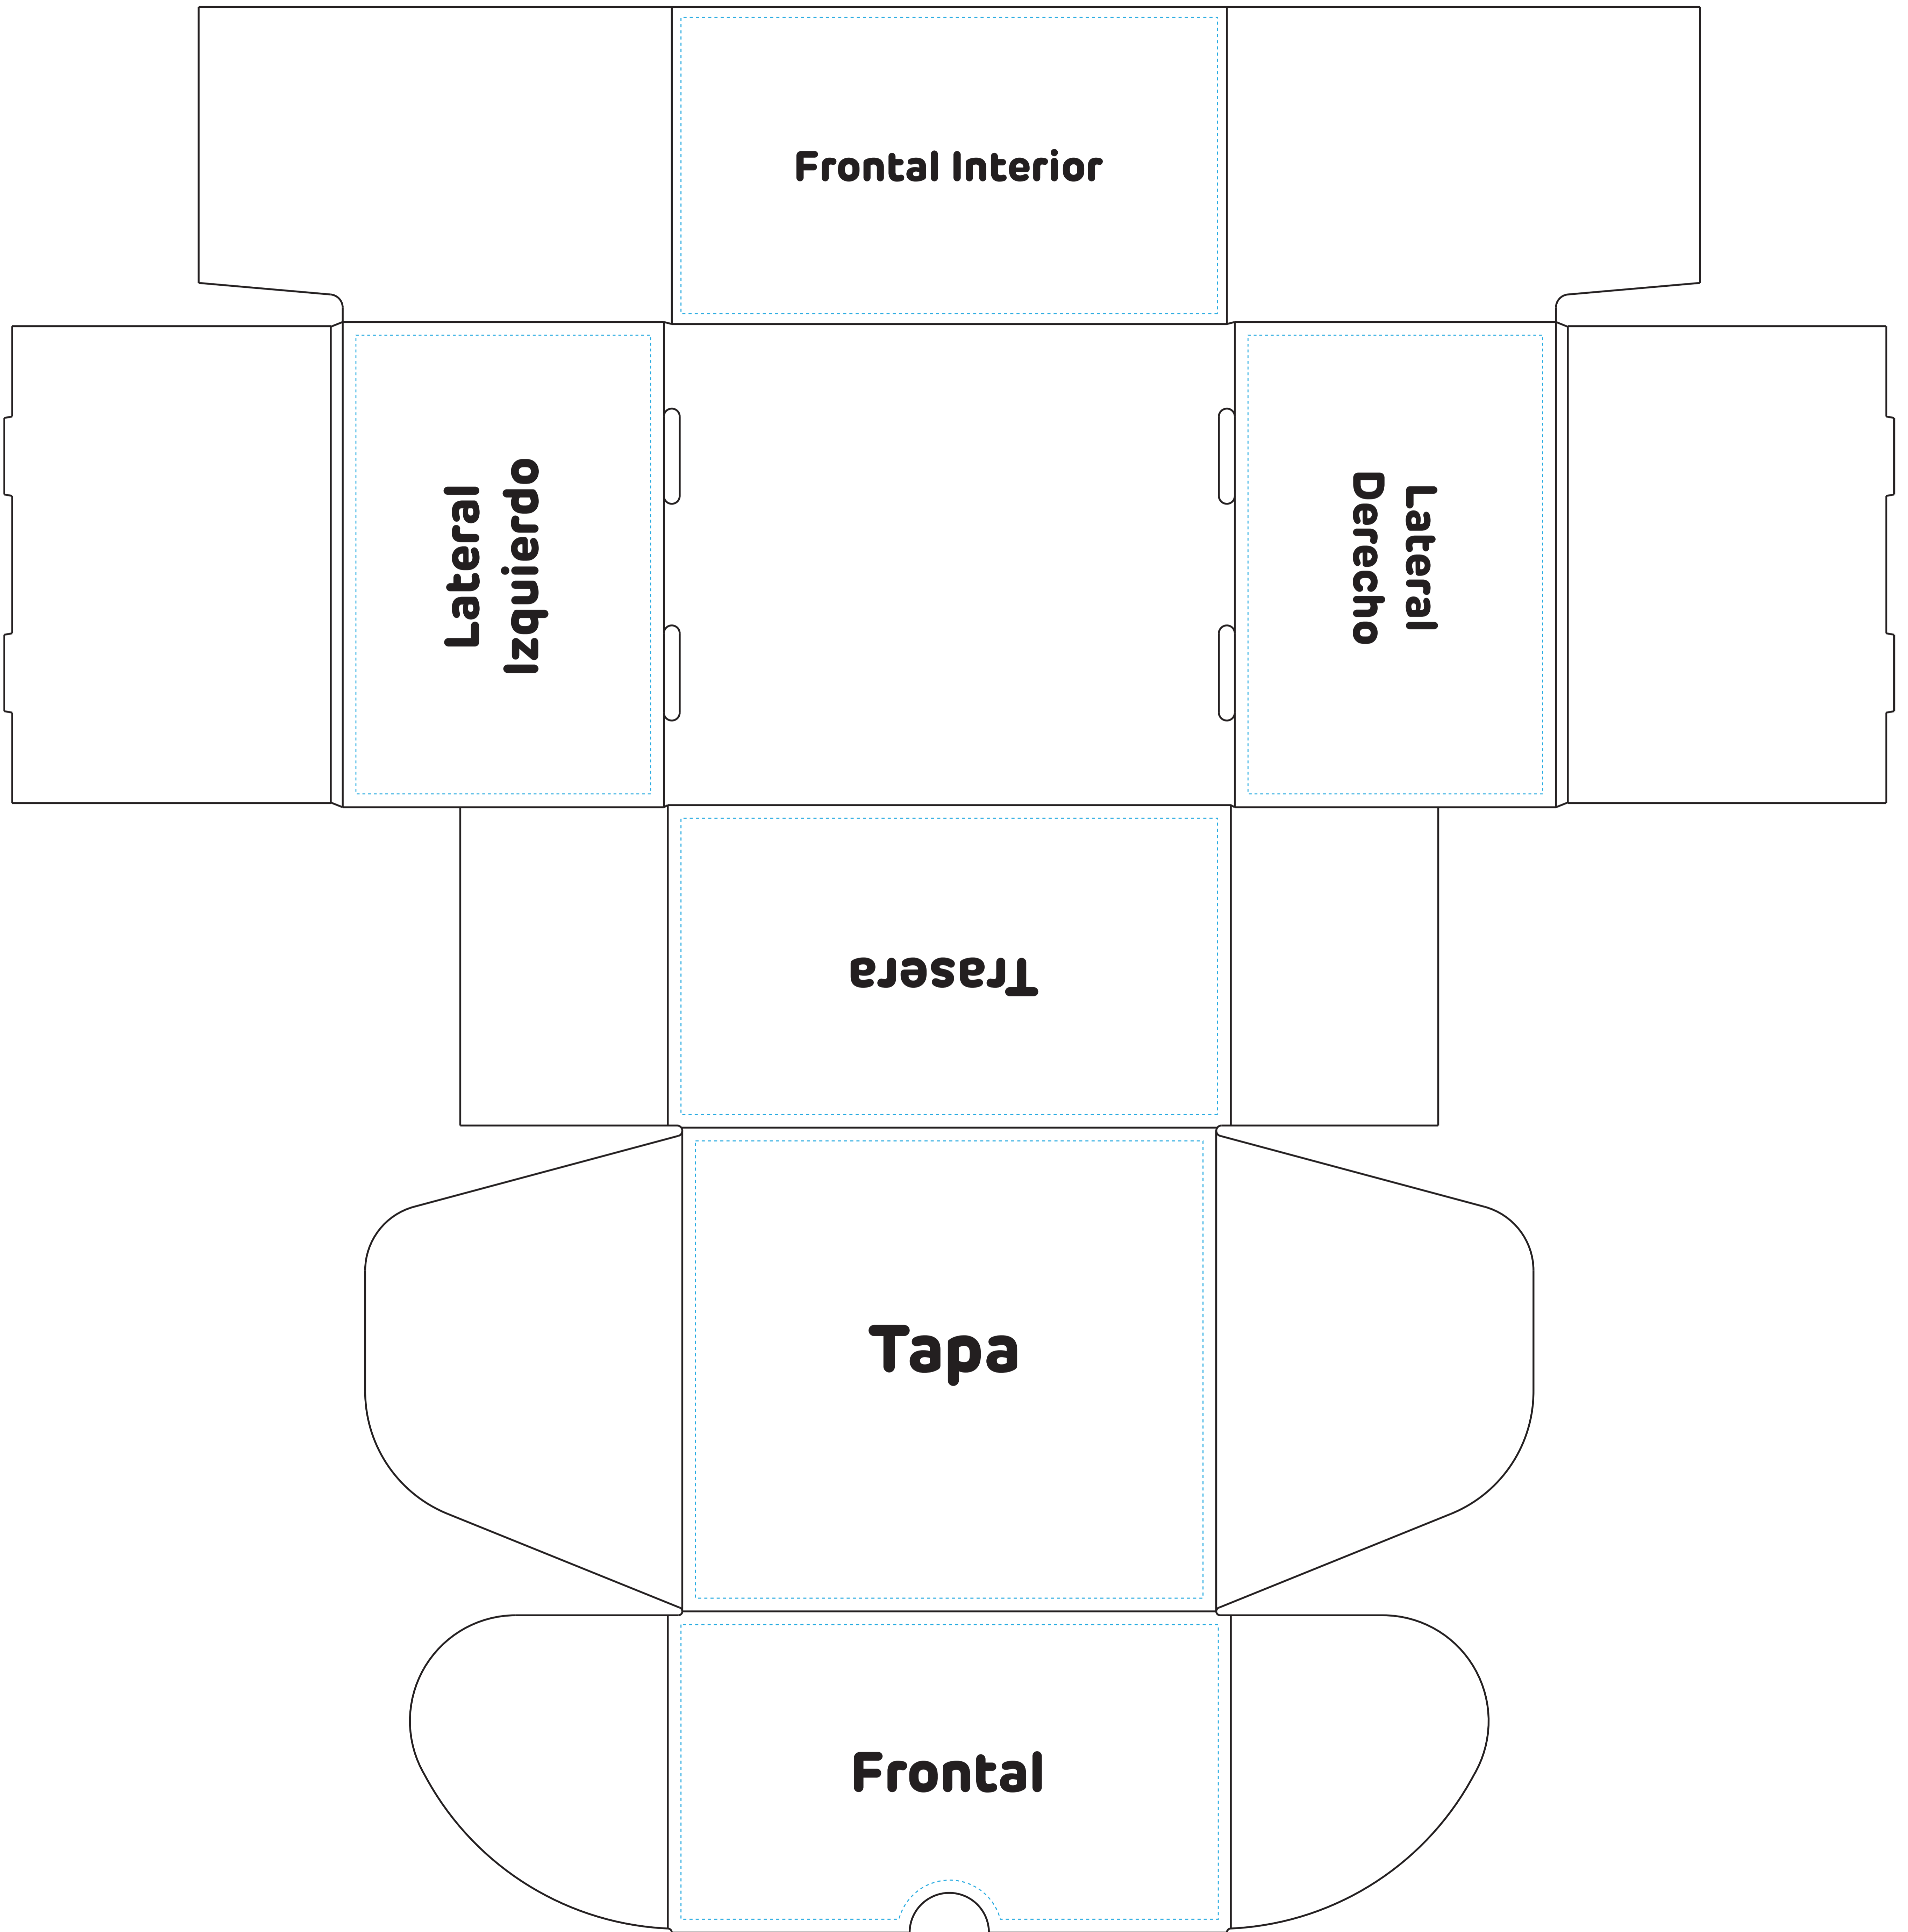 Frontal Interior
Lateral
Izquierdo
Lateral
Derecho
Trasera
Tapa
Frontal